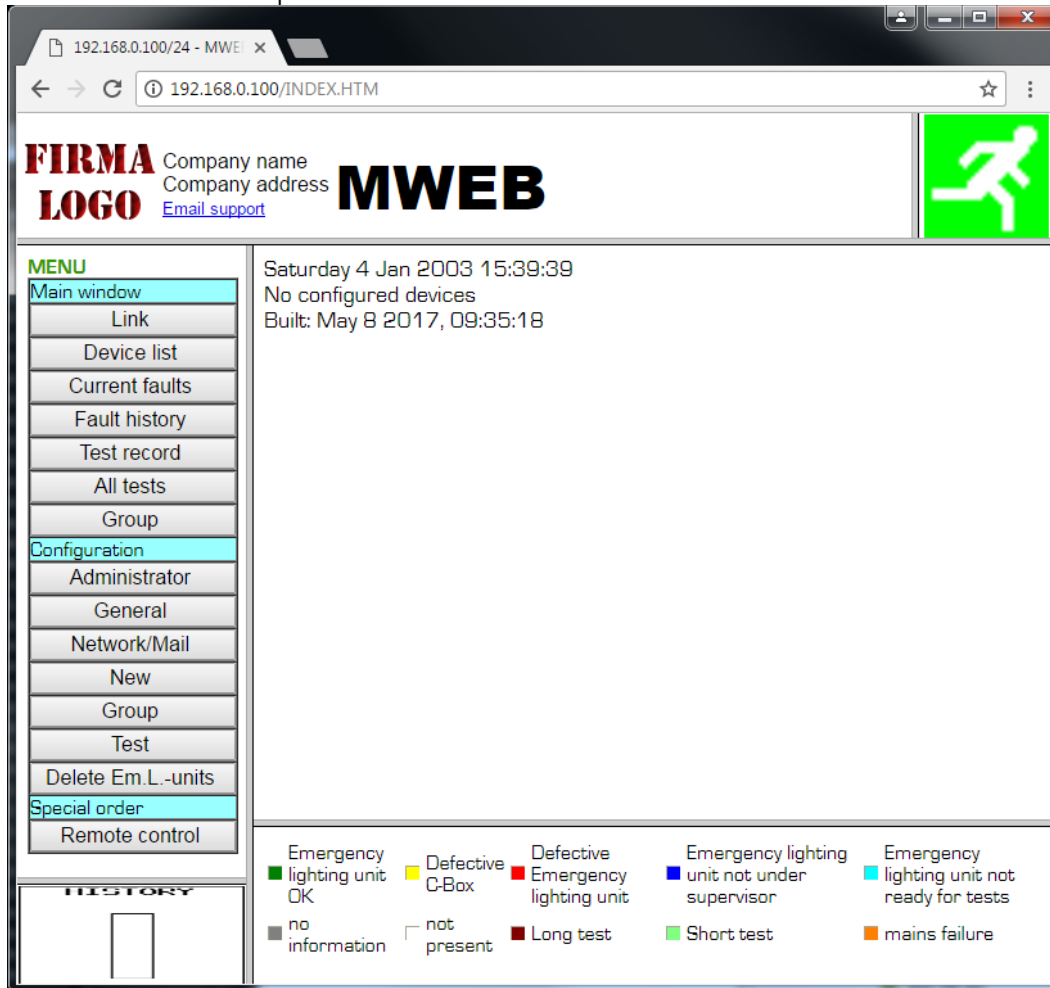 192.168.0.100/24 - MWE
192.168.0.100/INDEX.HTM
FIRMA
LOGO
Company name
Company address
Email support
MWEB
MENU
Main window
Link
Device list
Current faults
Fault history
Test record
All tests
Group
Configuration
Administrator
General
Network/Mail
New
Group
Test
Delete Em.L.-units
Special order
Remote control
HISTORY
Saturday 4 Jan 2003 15:39:39
No configured devices
Built: May 8 2017, 09:35:18
Emergency
lighting unit
OK
Defective
C-Box
Defective
Emergency
lighting unit
Emergency lighting
unit not under
supervisor
Emergency
lighting unit not
ready for tests
no
information
not
present
Long test
Short test
mains failure